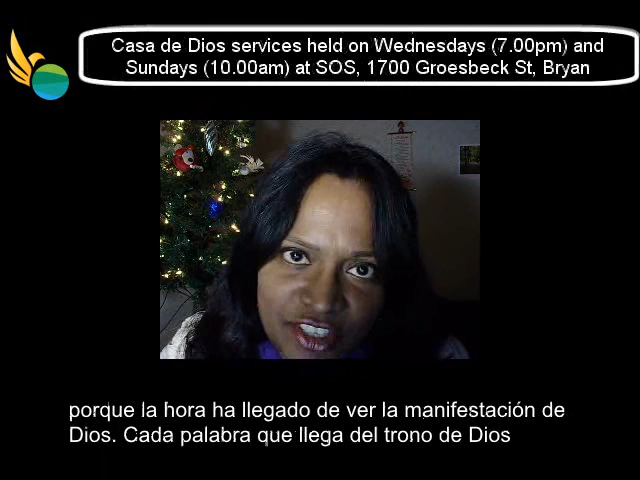 Casa de Dios services held on Wednesdays (7.00pm) and
Sundays (10.00am) at SOS, 1700 Groesbeck St, Bryan
porque la hora ha llegado de ver la manifestación de
Dios. Cada palabra que llega del trono de Dios